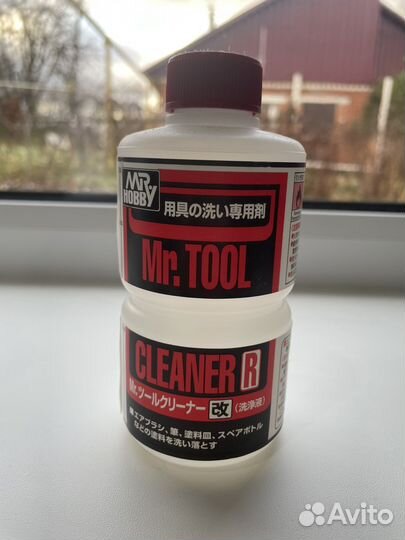 MR
HOBBY
用具の洗い専用剤
Mr. TOOL
CLEANER R
Mr.ツールクリーナー 改 (洗浄液)
■エアブラシ、筆、塗料皿、スペアボトル
などの塗料を洗い落とす
Avito